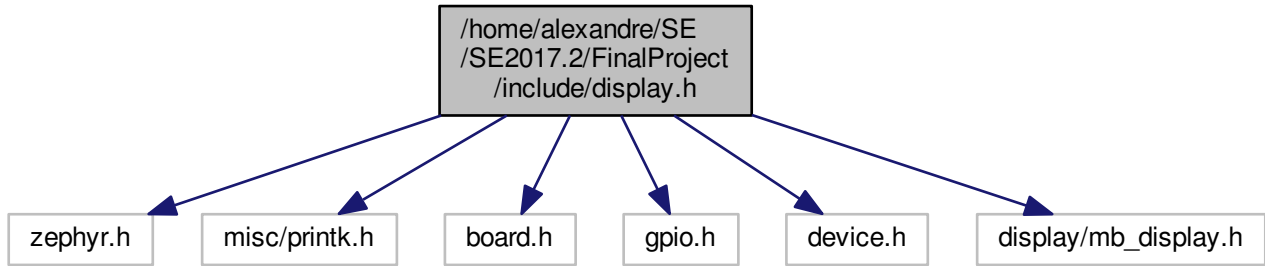 /home/alexandre/SE
/SE2017.2/FinalProject
/include/display.h
zephyr.h
misc/printk.h
board.h
gpio.h
device.h
display/mb_display.h